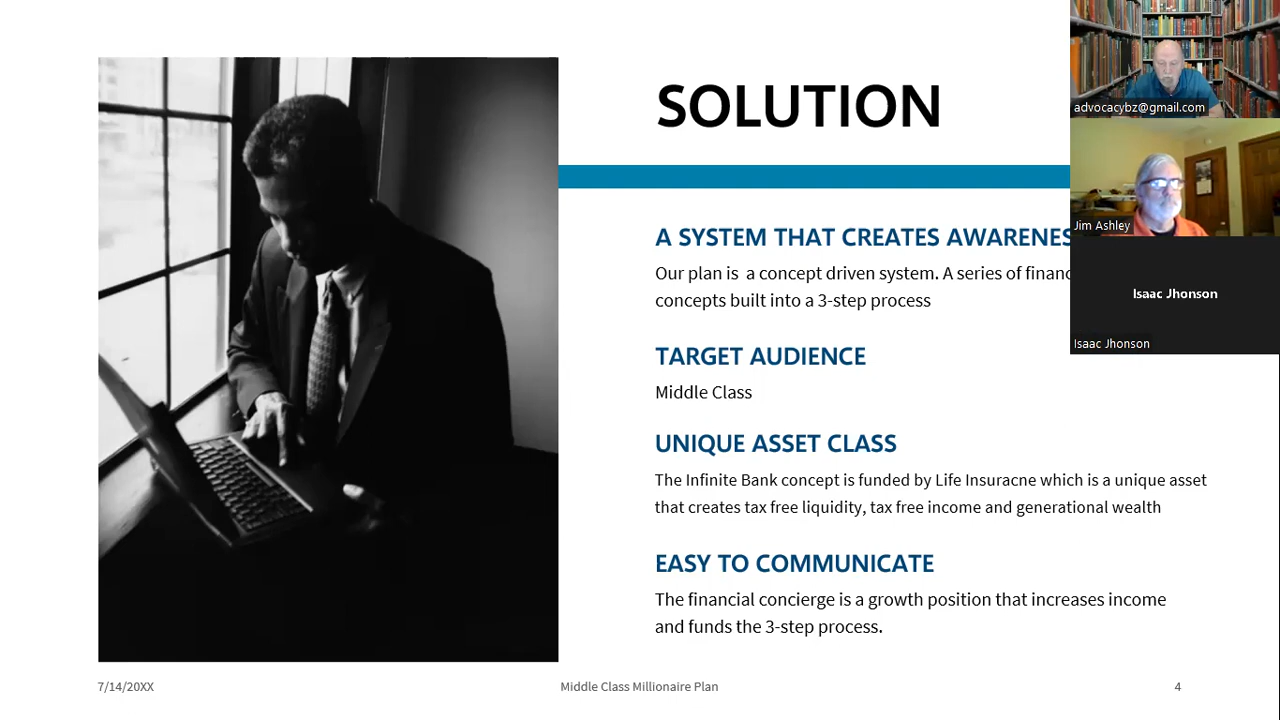 SOLUTION
A SYSTEM THAT CREATES AWARENES
Our plan is a concept driven system. A series of financ
concepts built into a 3-step process
TARGET AUDIENCE
Middle Class
UNIQUE ASSET CLASS
The Infinite Bank concept is funded by Life Insuracne which is a unique asset
that creates tax free liquidity, tax free income and generational wealth
EASY TO COMMUNICATE
The financial concierge is a growth position that increases income
and funds the 3-step process.
7/14/20XX
Middle Class Millionaire Plan
4
advocacybz@gmail.com
Jim Ashley
Isaac Jhonson
Isaac Jhonson